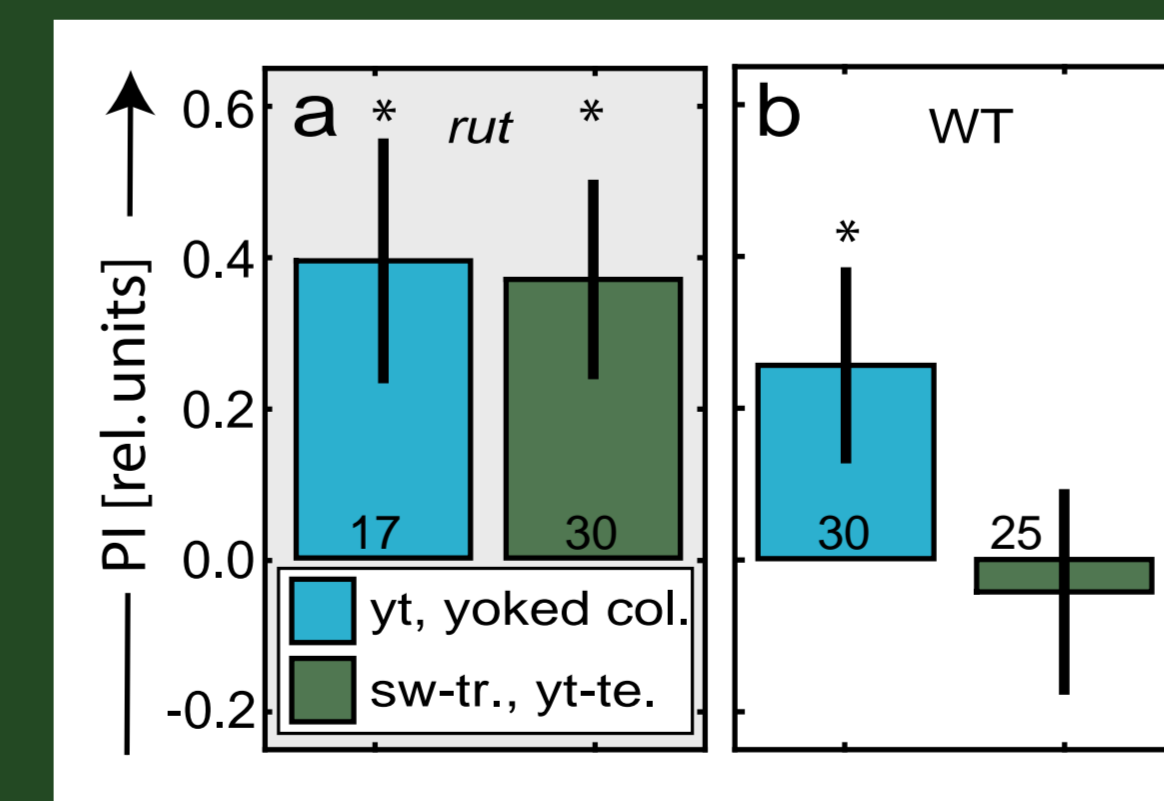 PI [rel. units]
0.6
0.4
0.2
0.0
-0.2
a
*
rut
*
17
30
yt, yoked col.
sw-tr., yt-te.
b
WT
*
30
25